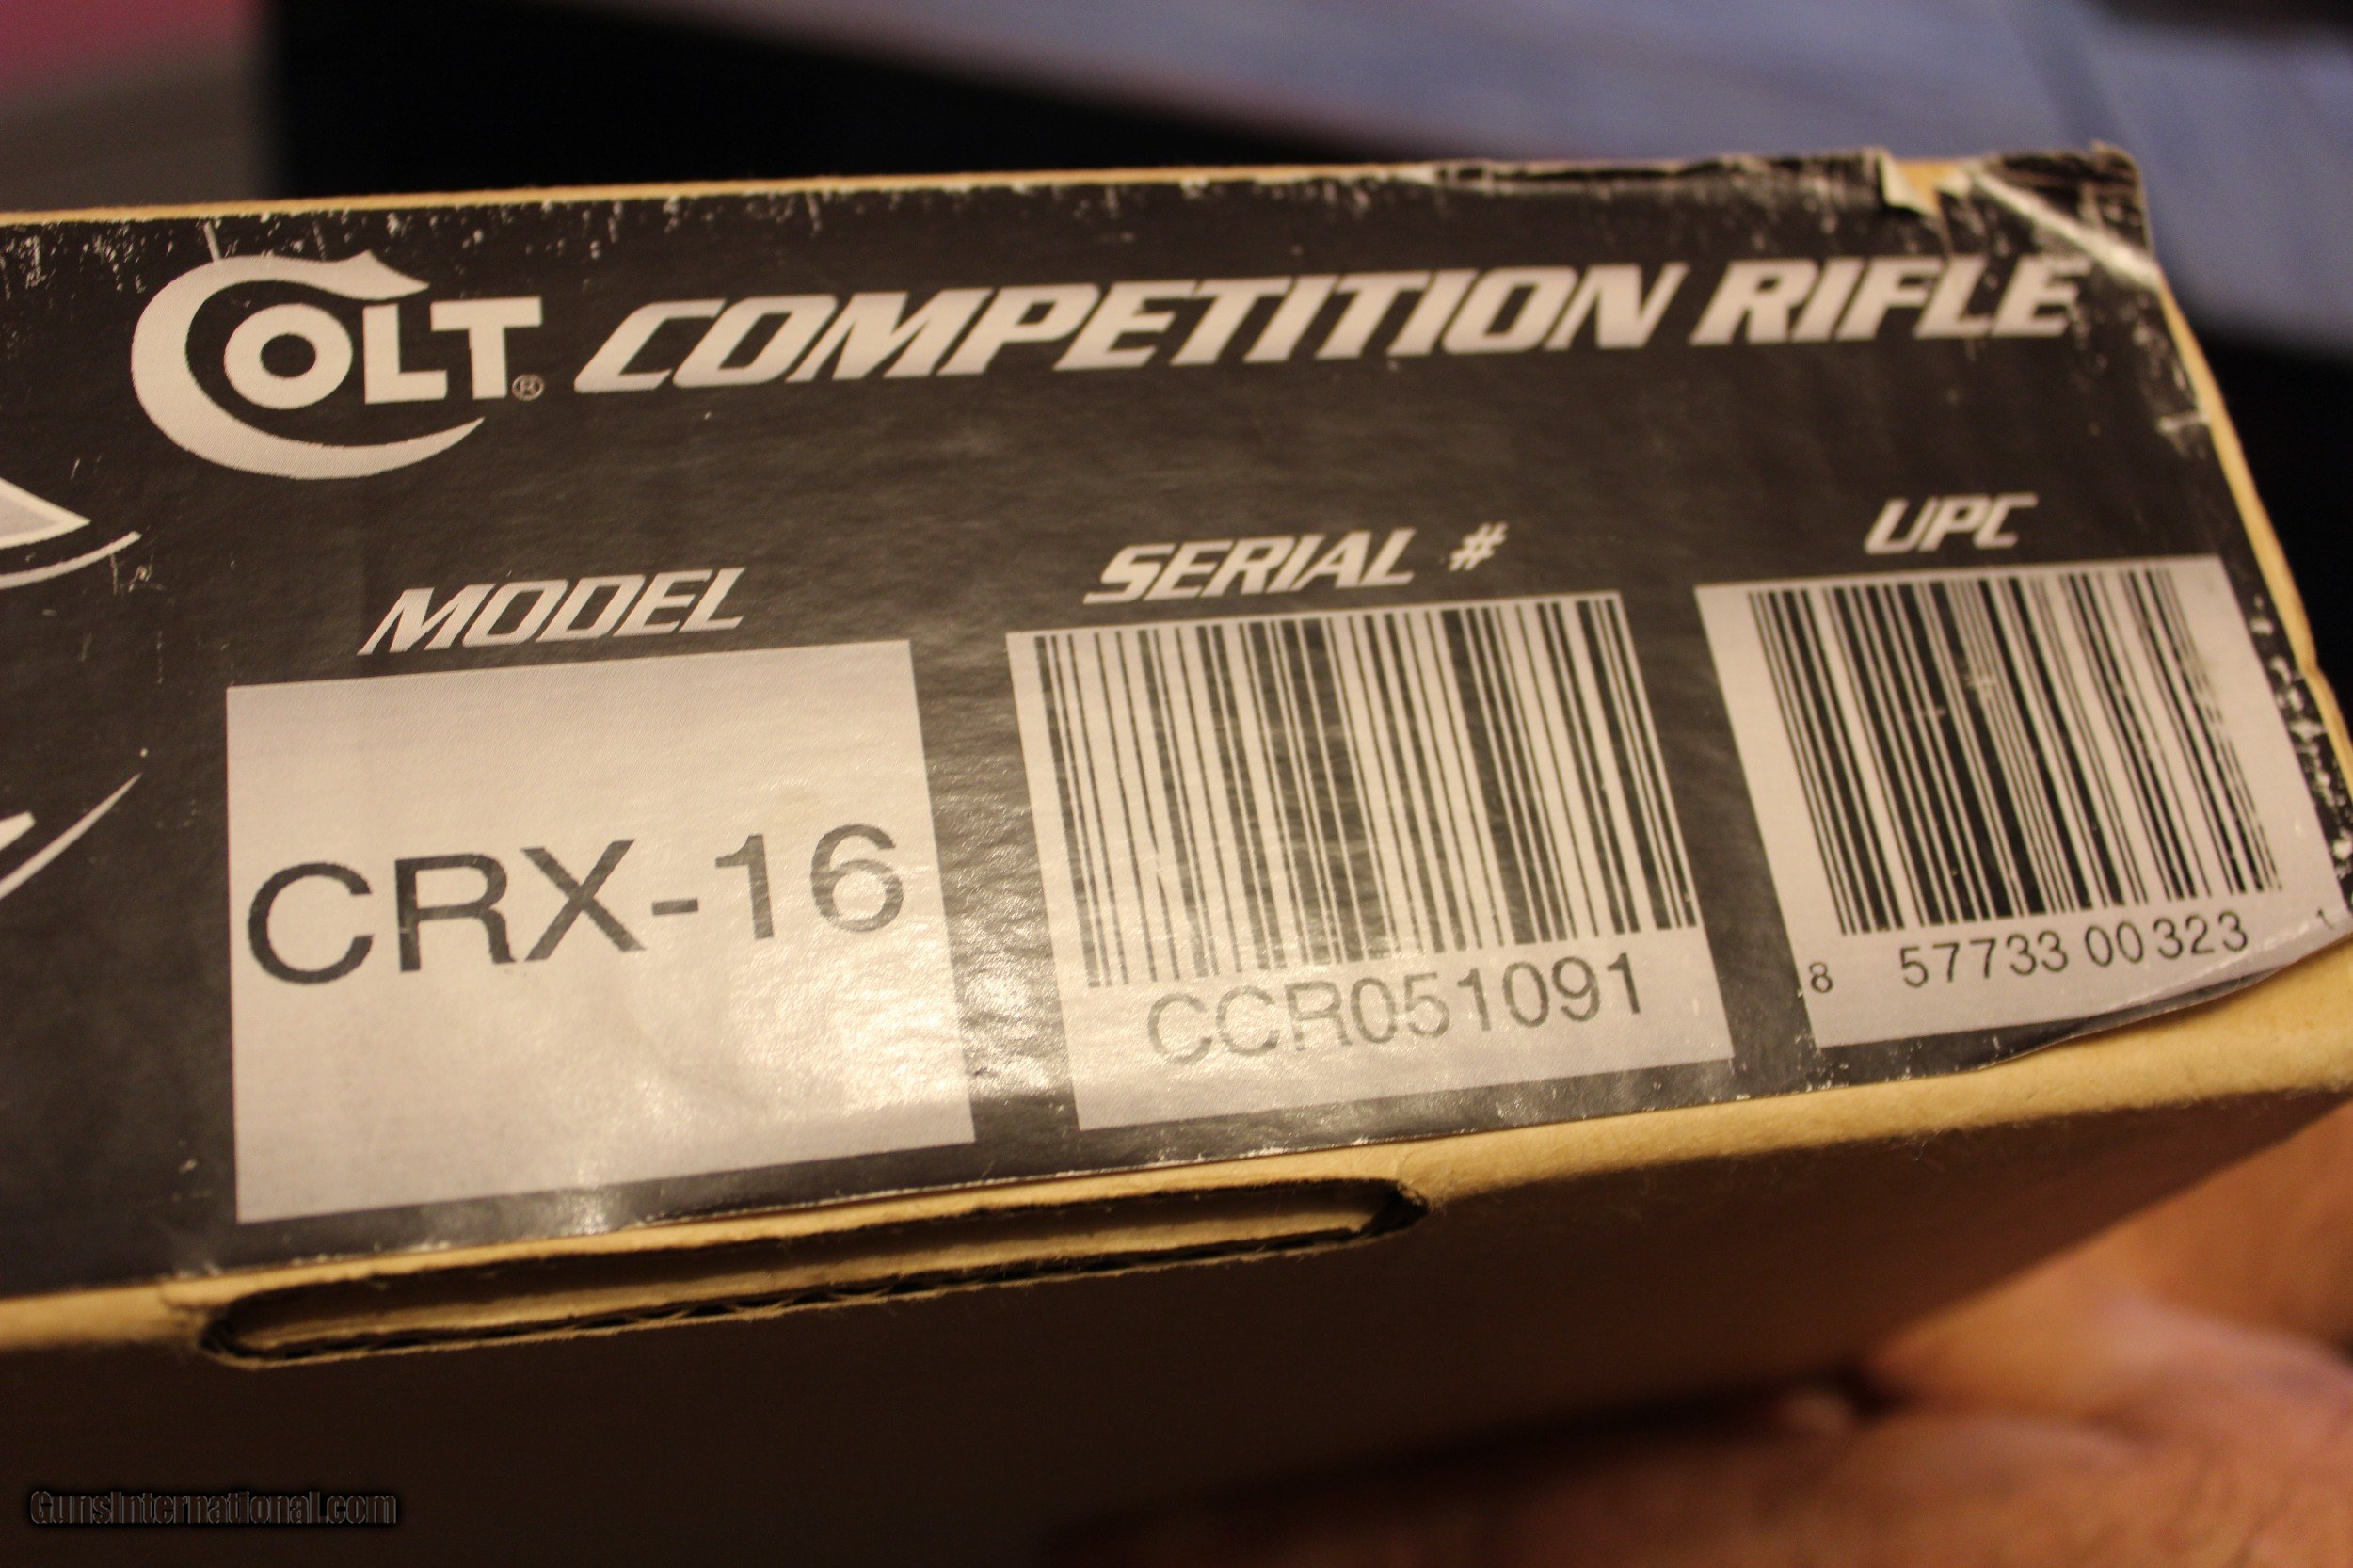 COLT® COMPETITION RIFLE
MODEL
SERIAL #
UPC
CRX-16
CCR051091
8 57733 00323 1
GunsInternational.com